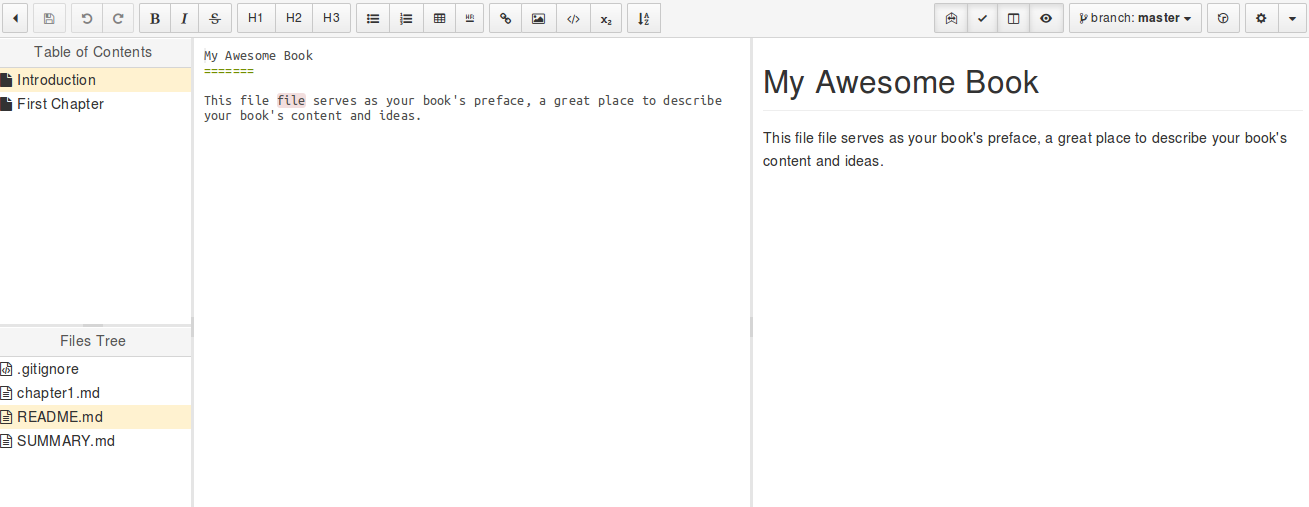 B I S H1 H2 H3 HR x₂ A Z branch: master
Table of Contents
Introduction
First Chapter
Files Tree
.gitignore
chapter1.md
README.md
SUMMARY.md
My Awesome Book
=======
This file file serves as your book's preface, a great place to describe
your book's content and ideas.
My Awesome Book
This file file serves as your book's preface, a great place to describe your book's
content and ideas.